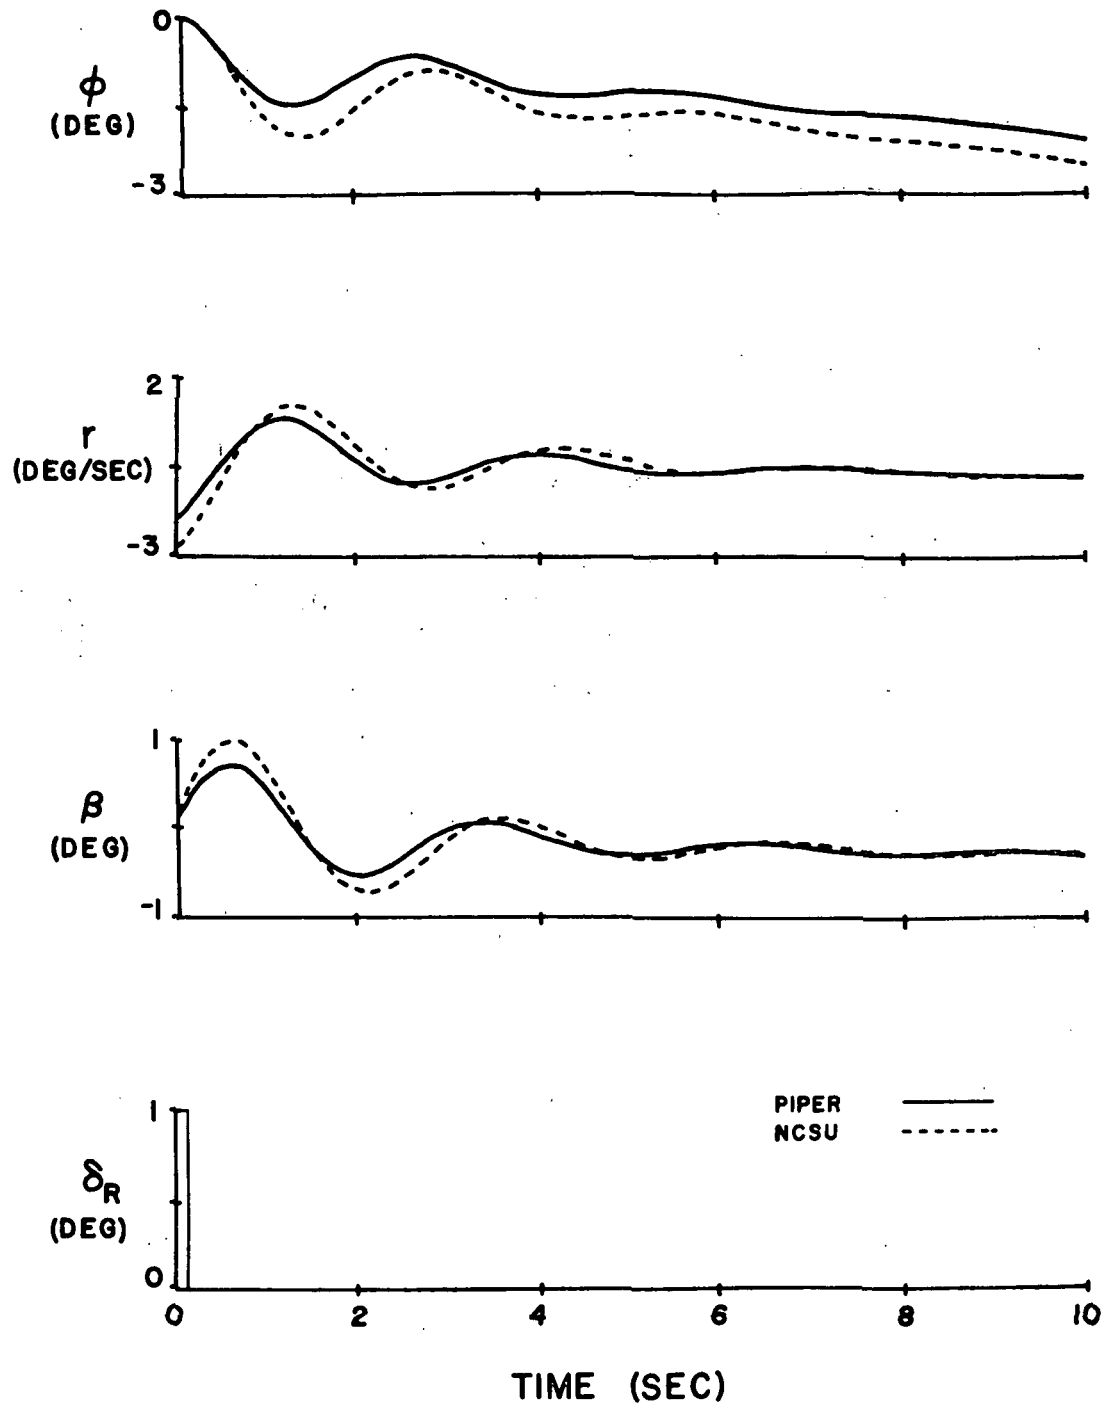 0
ϕ
(DEG)
-3
2
r
(DEG/SEC)
-3
1
β
(DEG)
-1
PIPER
NCSU
1
δR
(DEG)
0
0 2 4 6 8 10
TIME (SEC)